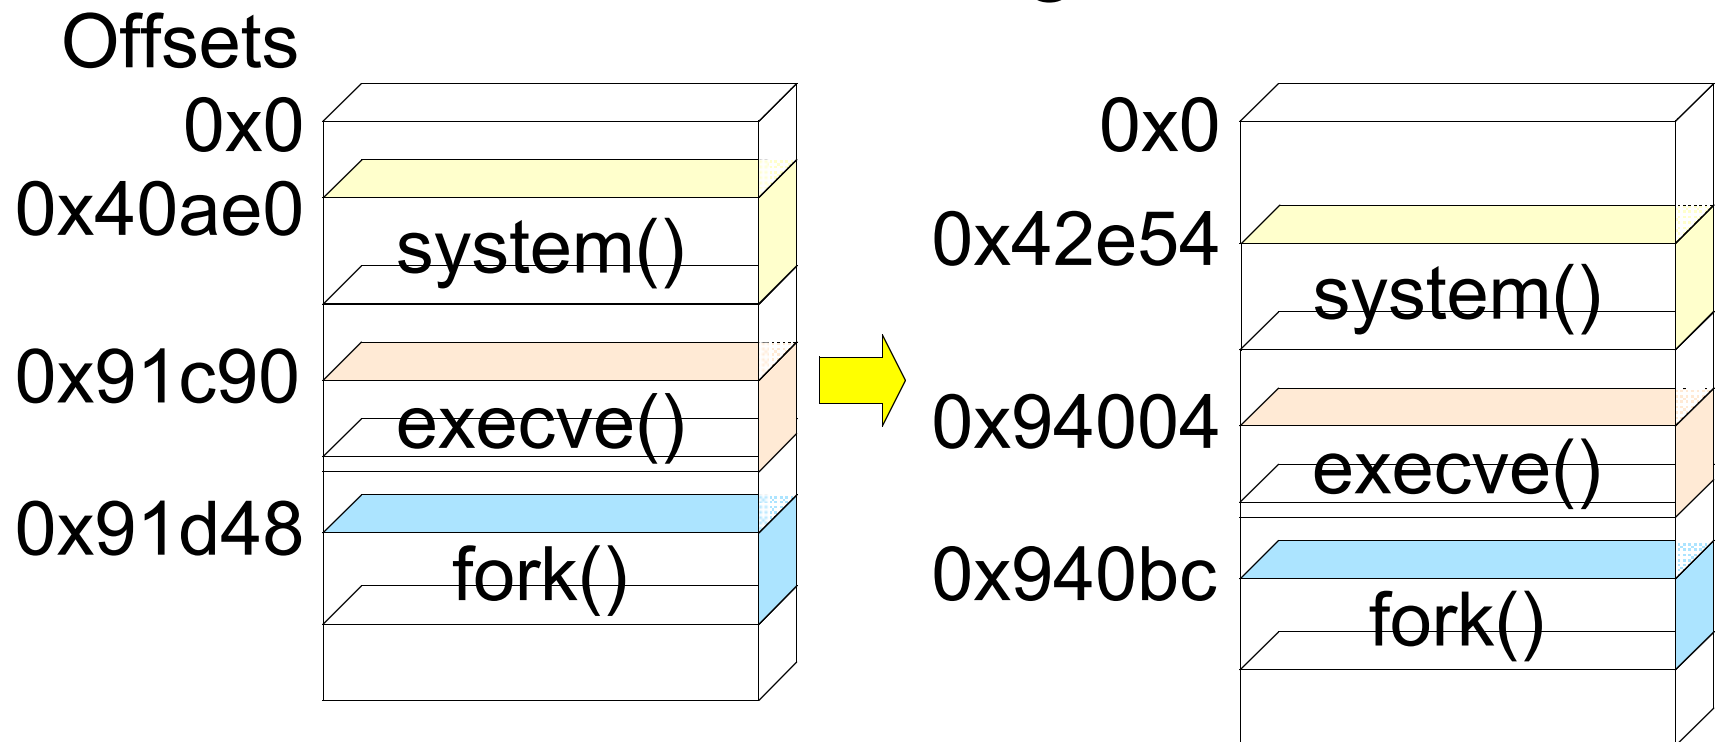 Offsets
0x0
0x40ae0
system()
0x91c90
execve()
0x91d48
fork()
0x0
0x42e54
system()
0x94004
execve()
0x940bc
fork()